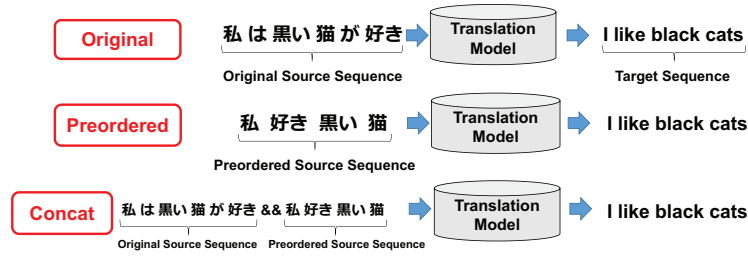 Original
私 は 黒い 猫 が 好き
Translation
Model
I like black cats
Original Source Sequence
Target Sequence
Preordered
私 好き 黒い 猫
Translation
Model
I like black cats
Preordered Source Sequence
Concat
私 は 黒い 猫 が 好き && 私 好き 黒い 猫
Translation
Model
I like black cats
Original Source Sequence
Preordered Source Sequence